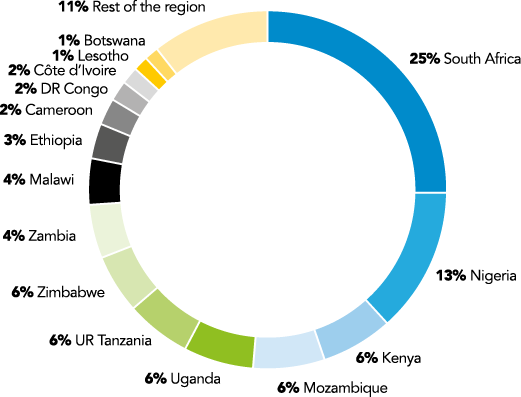 11% Rest of the region
1% Botswana
1% Lesotho
2% Côte d'Ivoire
2% DR Congo
2% Cameroon
3% Ethiopia
4% Malawi
4% Zambia
6% Zimbabwe
6% UR Tanzania
6% Uganda
6% Mozambique
6% Kenya
13% Nigeria
25% South Africa